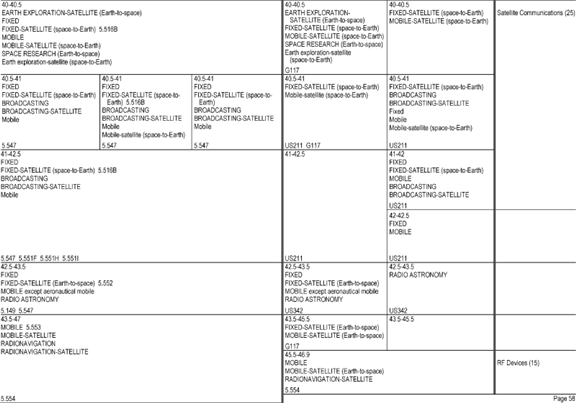 40-40.5
EARTH EXPLORATION-SATELLITE (Earth-to-space)
FIXED
FIXED-SATELLITE (space-to-Earth) 5.516B
MOBILE
MOBILE-SATELLITE (space-to-Earth)
SPACE RESEARCH (Earth-to-space)
Earth exploration-satellite (space-to-Earth)
40-40.5
EARTH EXPLORATION-
SATELLITE (Earth-to-space)
FIXED-SATELLITE (space-to-Earth)
MOBILE-SATELLITE (space-to-Earth)
SPACE RESEARCH (Earth-to-space)
Earth exploration-satellite
(space-to-Earth)
G117
40-40.5
FIXED-SATELLITE (space-to-Earth)
MOBILE-SATELLITE (space-to-Earth)
Satellite Communications (25)
40.5-41
FIXED
FIXED-SATELLITE (space-to-
Earth)
BROADCASTING
BROADCASTING-SATELLITE
Mobile
5.547
40.5-41
FIXED
FIXED-SATELLITE (space-to-
Earth) 5.516B
BROADCASTING
BROADCASTING-SATELLITE
Mobile
Mobile-satellite (space-to-Earth)
5.547
40.5-41
FIXED
FIXED-SATELLITE (space-to-
Earth)
BROADCASTING
BROADCASTING-SATELLITE
Mobile
5.547
40.5-41
FIXED-SATELLITE (space-to-Earth)
Mobile-satellite (space-to-Earth)
US211 G117
40.5-41
FIXED-SATELLITE (space-to-Earth)
BROADCASTING
BROADCASTING-SATELLITE
Fixed
Mobile
Mobile-satellite (space-to-Earth)
US211
41-42.5
FIXED
FIXED-SATELLITE (space-to-Earth) 5.516B
BROADCASTING
BROADCASTING-SATELLITE
Mobile
5.547 5.551F 5.551H 5.551I
41-42.5
US211
41-42
FIXED
FIXED-SATELLITE (space-to-Earth)
MOBILE
BROADCASTING
BROADCASTING-SATELLITE
US211
42-42.5
FIXED
MOBILE
US211
42.5-43.5
FIXED
FIXED-SATELLITE (Earth-to-space) 5.552
MOBILE except aeronautical mobile
RADIO ASTRONOMY
5.149 5.547
42.5-43.5
FIXED
FIXED-SATELLITE (Earth-to-space)
MOBILE except aeronautical mobile
RADIO ASTRONOMY
US342
42.5-43.5
RADIO ASTRONOMY
US342
43.5-47
MOBILE 5.553
MOBILE-SATELLITE
RADIONAVIGATION
RADIONAVIGATION-SATELLITE
5.554
43.5-45.5
FIXED-SATELLITE (Earth-to-space)
MOBILE-SATELLITE (Earth-to-space)
G117
43.5-45.5
45.5-46.9
MOBILE
MOBILE-SATELLITE (Earth-to-space)
RADIONAVIGATION-SATELLITE
5.554
RF Devices (15)
Page 56